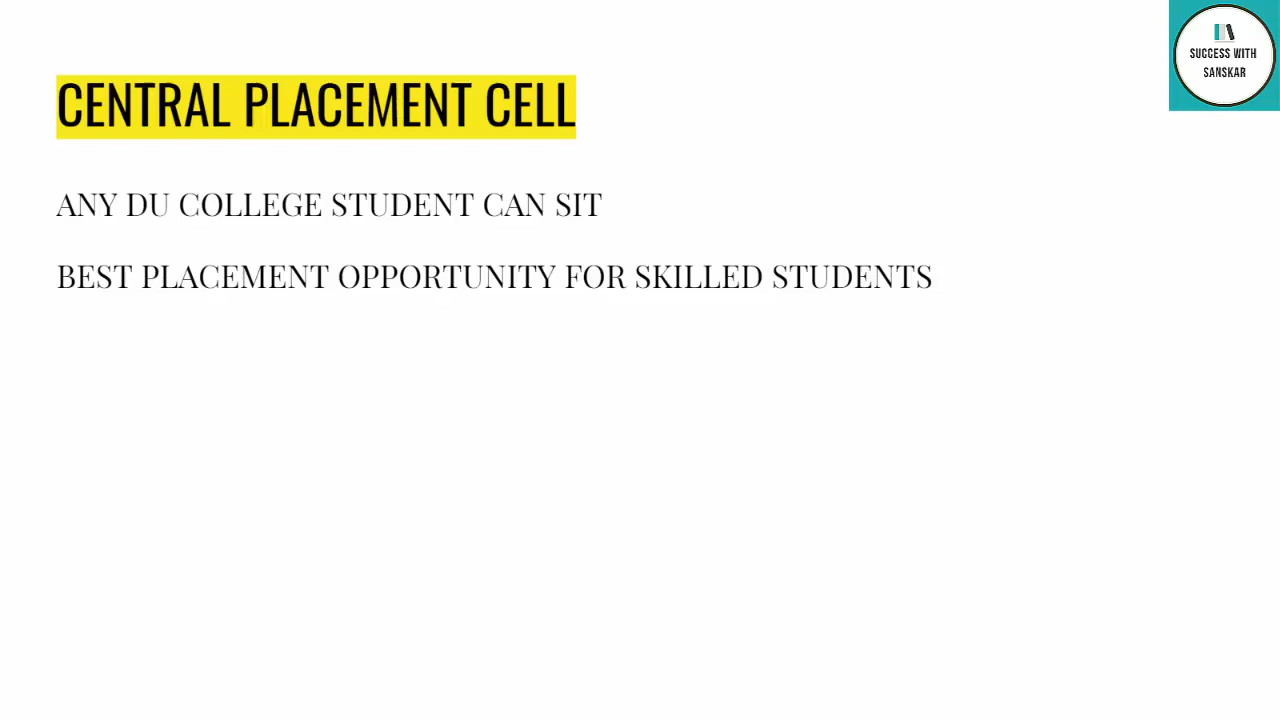 SUCCESS WITH
SANSKAR
CENTRAL PLACEMENT CELL
ANY DU COLLEGE STUDENT CAN SIT
BEST PLACEMENT OPPORTUNITY FOR SKILLED STUDENTS